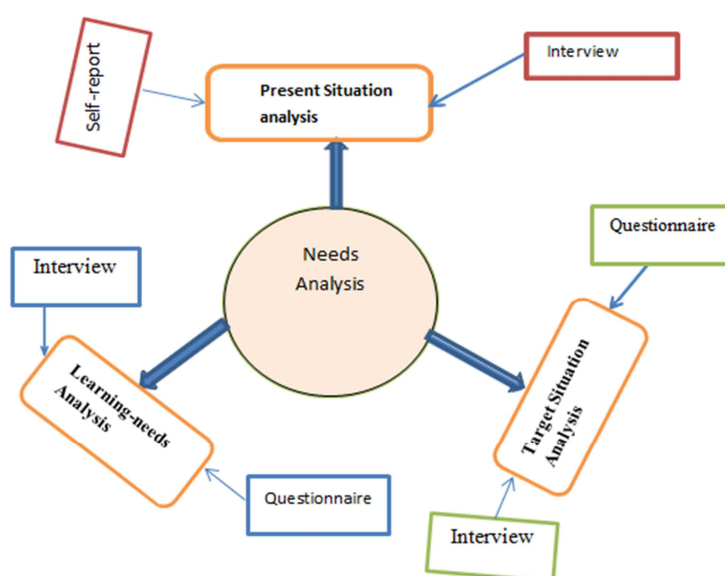 Self-report
Interview
Present Situation
analysis
Needs
Analysis
Questionnaire
Interview
Learning-needs
Analysis
Target Situation
Analysis
Questionnaire
Interview